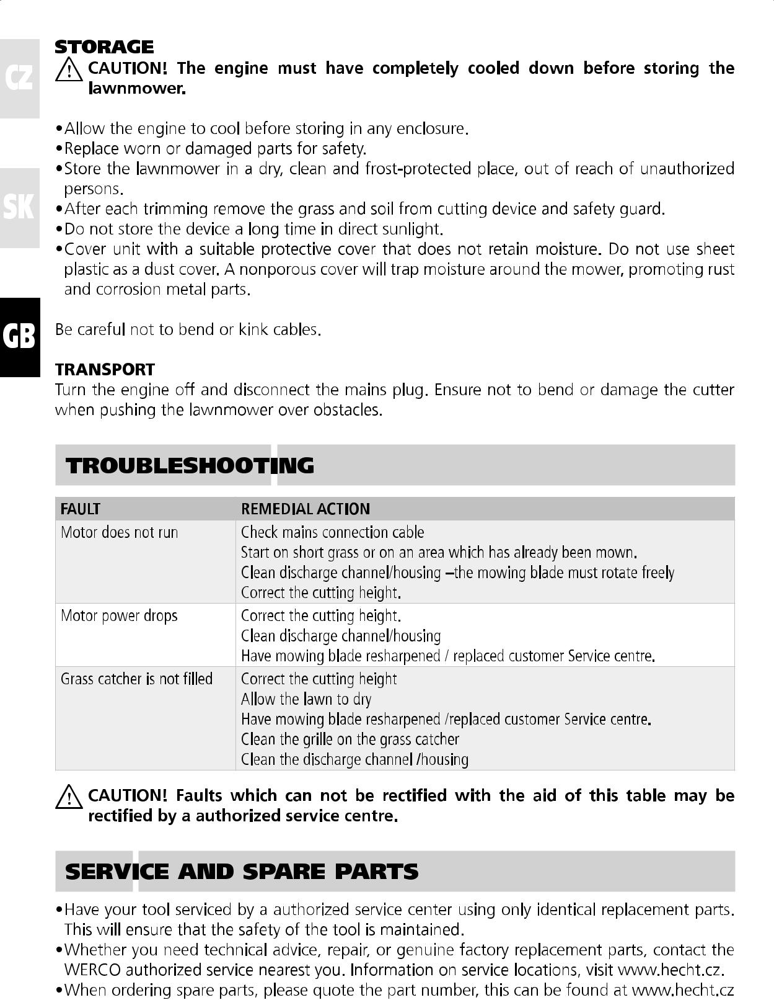 STORAGE
CAUTION! The engine must have completely cooled down before storing the
lawnmower.
CZ
•Allow the engine to cool before storing in any enclosure.
•Replace worn or damaged parts for safety.
•Store the lawnmower in a dry, clean and frost-protected place, out of reach of unauthorized
persons.
SK
•After each trimming remove the grass and soil from cutting device and safety guard.
•Do not store the device a long time in direct sunlight.
•Cover unit with a suitable protective cover that does not retain moisture. Do not use sheet
plastic as a dust cover. A nonporous cover will trap moisture around the mower, promoting rust
and corrosion metal parts.
GB
Be careful not to bend or kink cables.
TRANSPORT
Turn the engine off and disconnect the mains plug. Ensure not to bend or damage the cutter
when pushing the lawnmower over obstacles.
TROUBLESHOOTING
FAULT REMEDIAL ACTION
Motor does not run Check mains connection cable
Start on short grass or on an area which has already been mown.
Clean discharge channel/housing –the mowing blade must rotate freely
Correct the cutting height.
Motor power drops Correct the cutting height.
Clean discharge channel/housing
Have mowing blade resharpened / replaced customer Service centre.
Grass catcher is not filled Correct the cutting height
Allow the lawn to dry
Have mowing blade resharpened /replaced customer Service centre.
Clean the grille on the grass catcher
Clean the discharge channel /housing
CAUTION! Faults which can not be rectified with the aid of this table may be
rectified by a authorized service centre.
SERVICE AND SPARE PARTS
•Have your tool serviced by a authorized service center using only identical replacement parts.
This will ensure that the safety of the tool is maintained.
•Whether you need technical advice, repair, or genuine factory replacement parts, contact the
WERCO authorized service nearest you. Information on service locations, visit www.hecht.cz.
•When ordering spare parts, please quote the part number, this can be found at www.hecht.cz